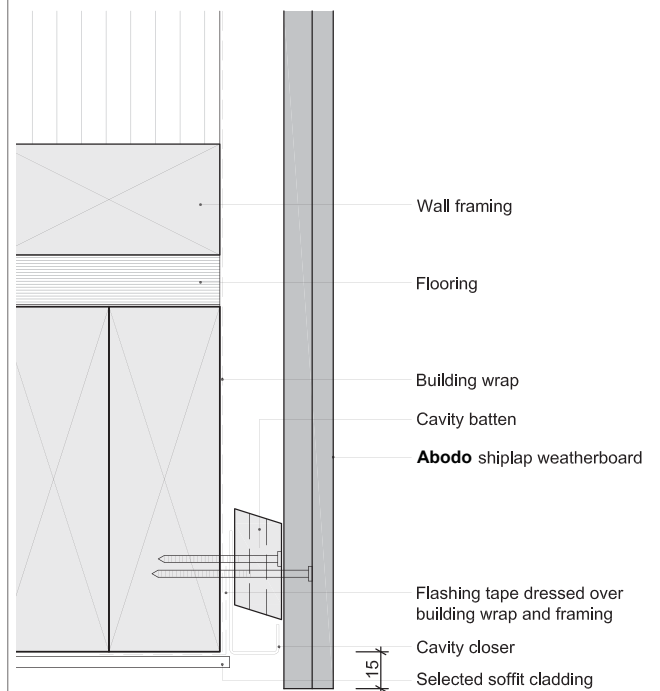 Wall framing
Flooring
Building wrap
Cavity batten
Abodo shiplap weatherboard
Flashing tape dressed over
building wrap and framing
Cavity closer
15
Selected soffit cladding